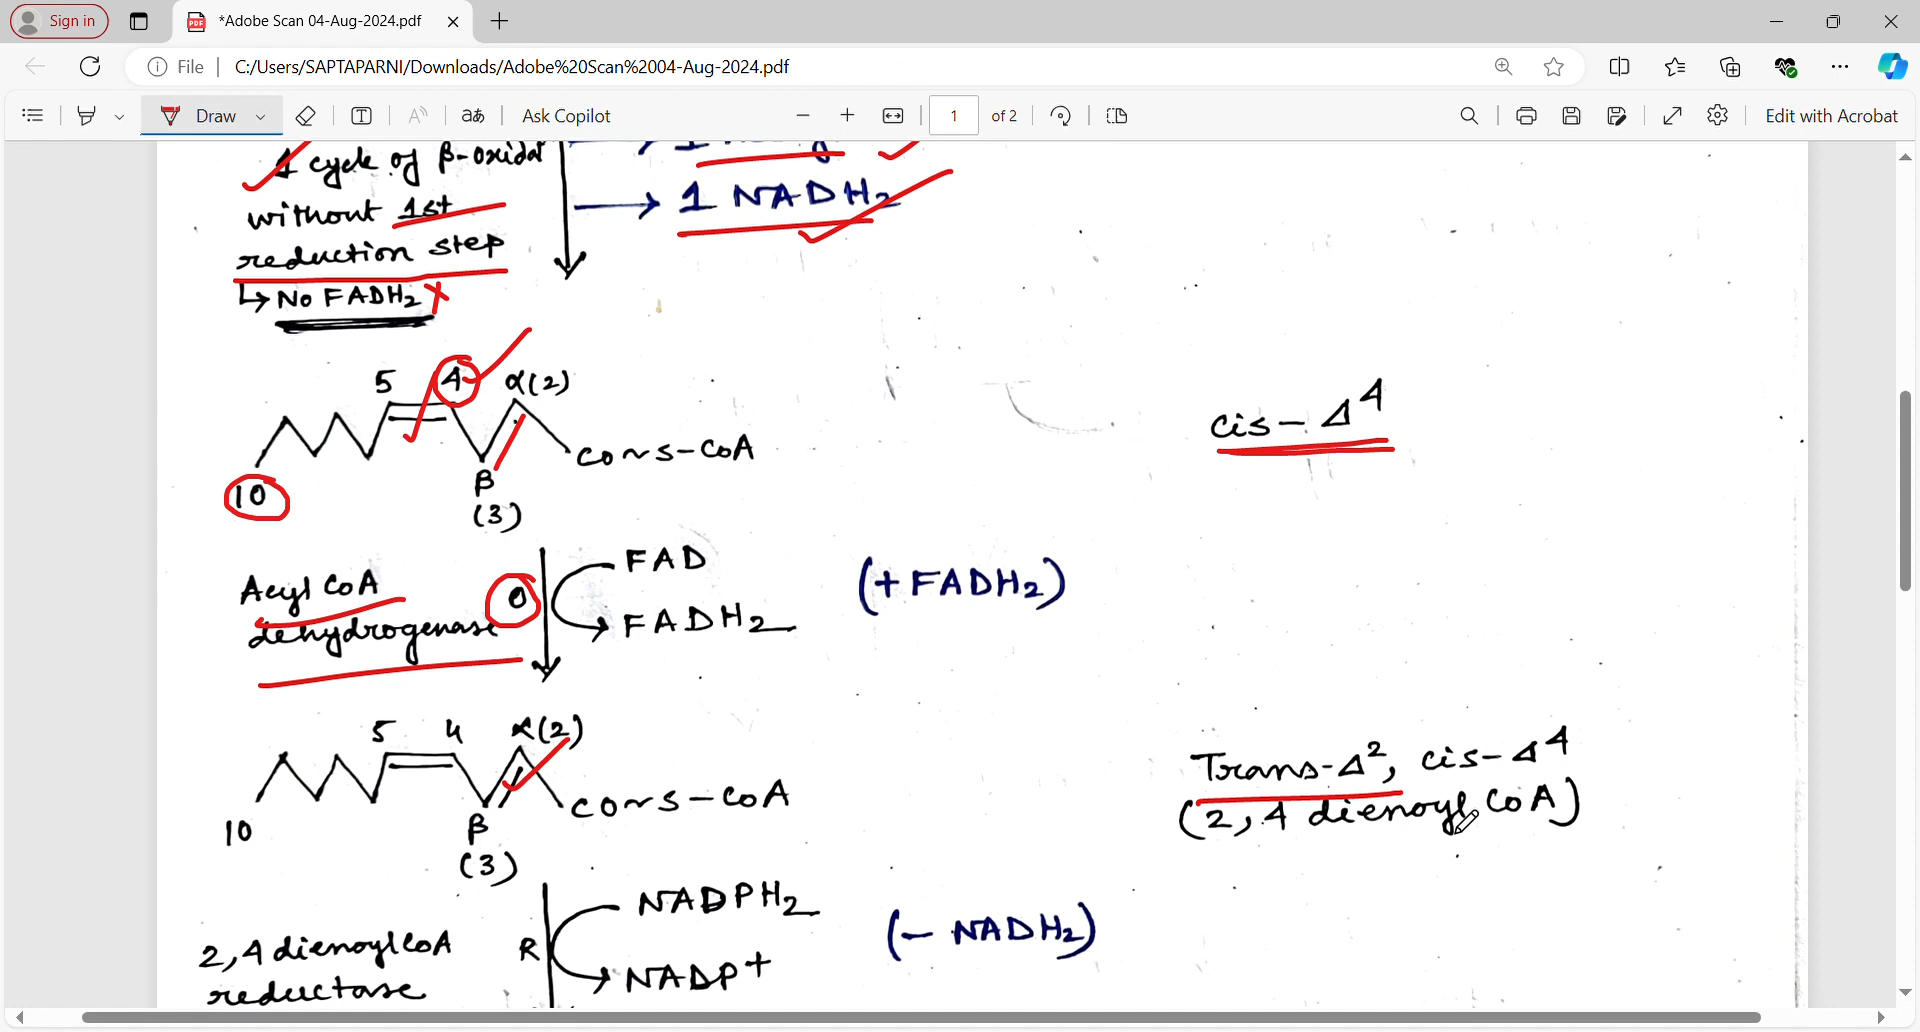 Sign in
*Adobe Scan 04-Aug-2024.pdf
File
C:/Users/SAPTAPARNI/Downloads/Adobe%20Scan%2004-Aug-2024.pdf
Draw
Ask Copilot
1
of 2
Edit with Acrobat
1 cycle of β-oxidat
without 1st
reduction step
↳ No FADH2 x
→ 1 NADH2
5 4 α(2)
10
β
(3)
CO~S-CoA
cis-Δ4
Acyl CoA
dehydrogenase
O
FAD
FADH2
(+FADH2)
5 4 α(2)
10
β
(3)
CO~S-CoA
Trans-Δ2, cis-Δ4
(2,4 dienoyl CoA)
2,4 dienoyl CoA
reductase
R
NADPH2
NADP+
(- NADH2)